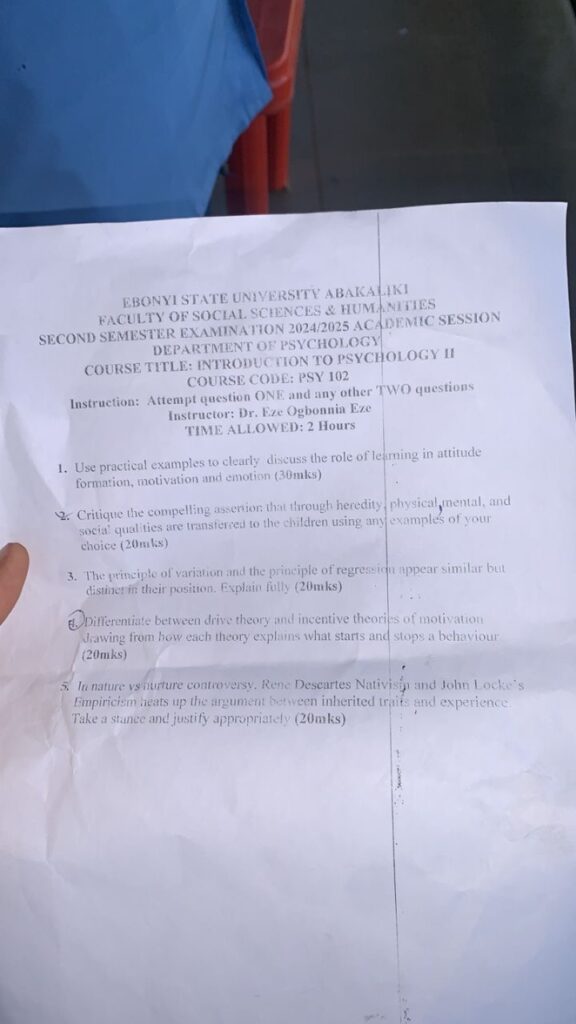 EBONYI STATE UNIVERSITY ABAKALIKI
FACULTY OF SOCIAL SCIENCES & HUMANITIES
SECOND SEMESTER EXAMINATION 2024/2025 ACADEMIC SESSION
DEPARTMENT OF PSYCHOLOGY
COURSE TITLE: INTRODUCTION TO PSYCHOLOGY II
COURSE CODE: PSY 102
Instruction: Attempt question ONE and any other TWO questions
Instructor: Dr. Eze Ogbonnia Eze
TIME ALLOWED: 2 Hours
1. Use practical examples to clearly discuss the role of learning in attitude
formation, motivation and emotion (30mks)
2. Critique the compelling assertion that through heredity, physical, mental, and
social qualities are transferred to the children using any examples of your
choice (20mks)
3. The principle of variation and the principle of regression appear similar but
distinct in their position. Explain fully (20mks)
4. Differentiate between drive theory and incentive theories of motivation
drawing from how each theory explains what starts and stops a behaviour
(20mks)
5. In nature vs nurture controversy, Rene Descartes Nativism and John Locke's
Empiricism heats up the argument between inherited traits and experience.
Take a stance and justify appropriately (20mks)